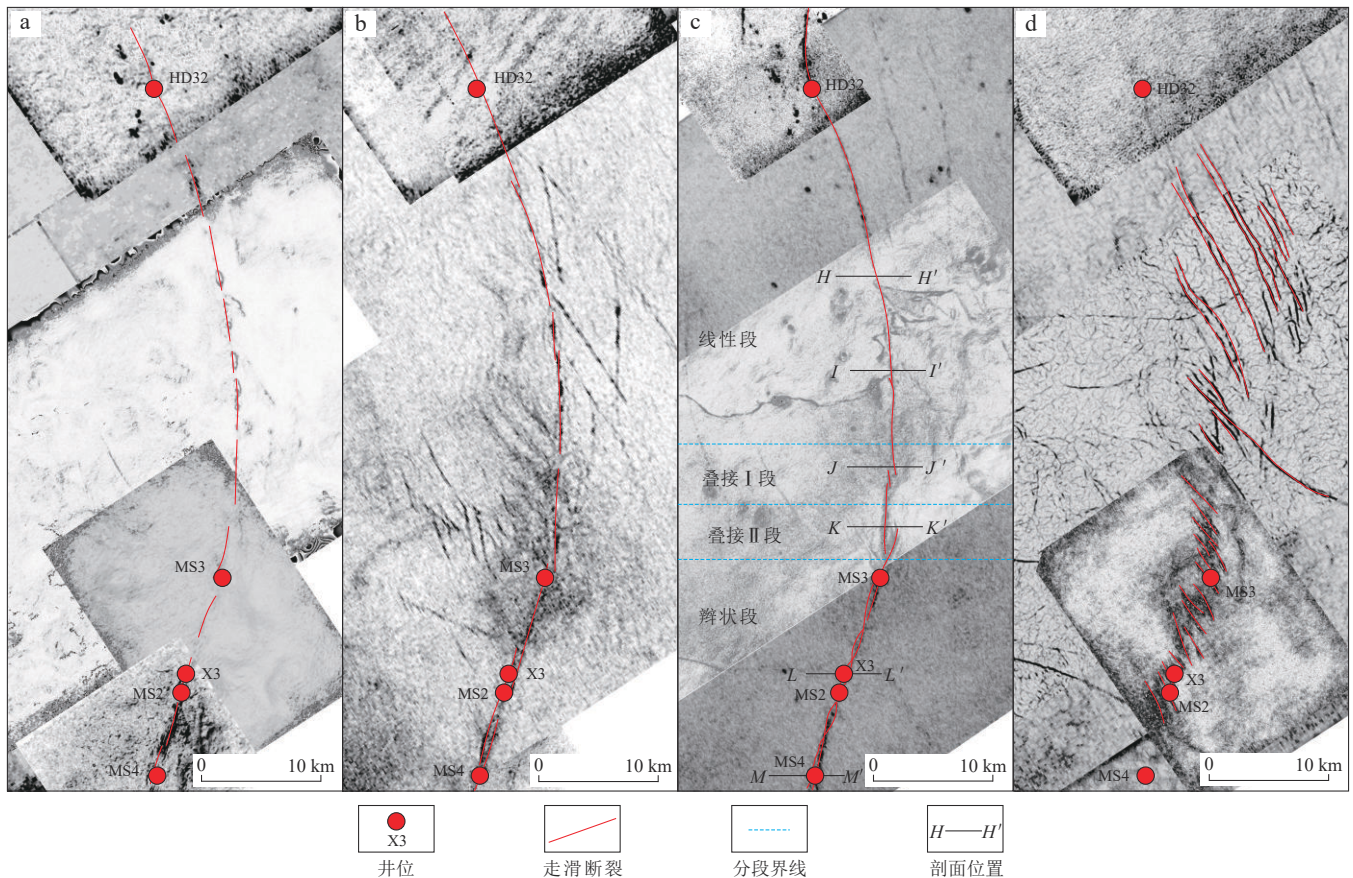 a
HD32
MS3
X3
MS2
MS4
0 10 km
b
HD32
MS3
X3
MS2
MS4
0 10 km
c
HD32
H H′
线性段
I I′
J J′
叠接Ⅰ段
K K′
叠接Ⅱ段
MS3
辫状段
X3
L L′
MS2
MS4
M M′
0 10 km
d
HD32
MS3
X3
MS2
MS4
0 10 km
X3
H H′
井位
走滑断裂
分段界线
剖面位置